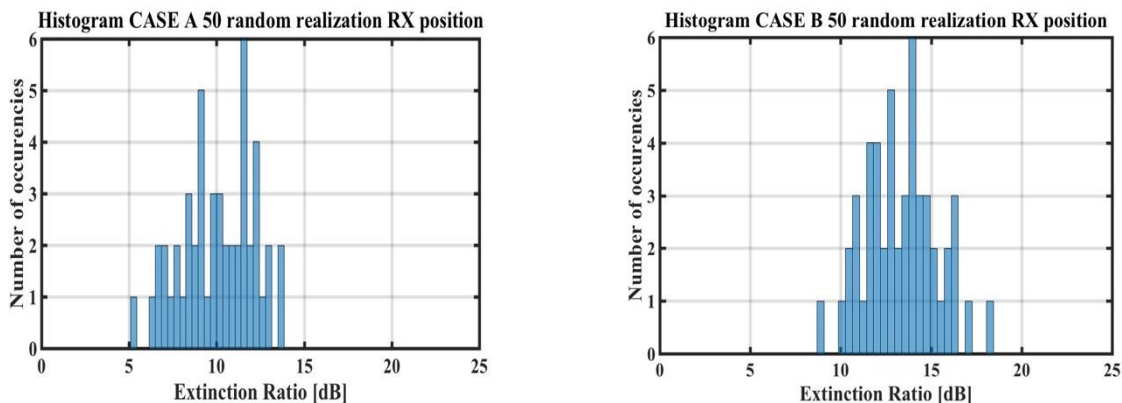 Histogram CASE A 50 random realization RX position
6
5
4
3
2
1
0
Number of occurencies
0 5 10 15 20 25
Extinction Ratio [dB]
Histogram CASE B 50 random realization RX position
6
5
4
3
2
1
0
Number of occurencies
0 5 10 15 20 25
Extinction Ratio [dB]